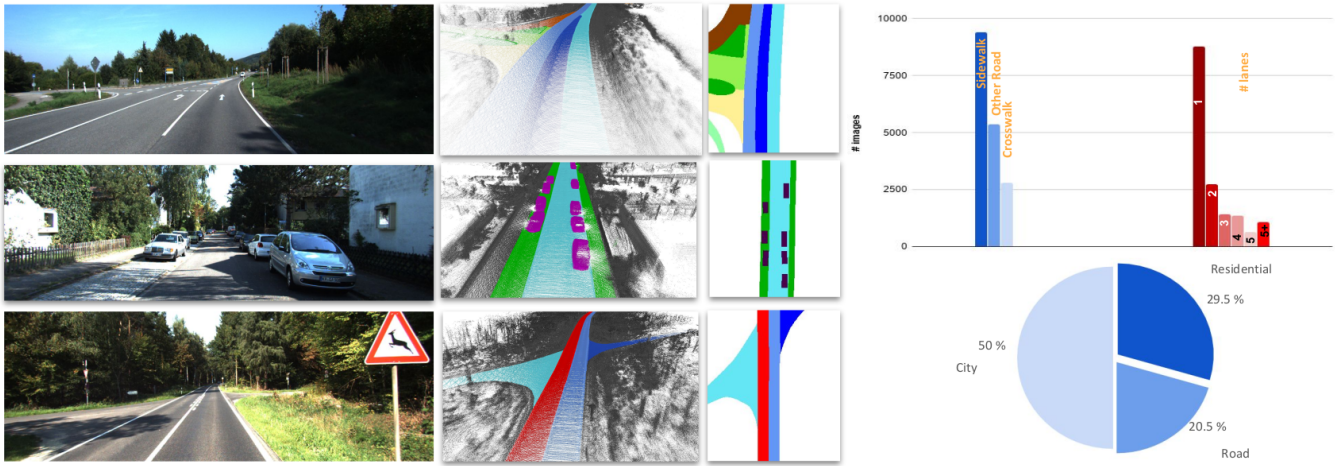 10000
7500
5000
2500
0
# images
Sidewalk
Other Road
Crosswalk
# lanes
1
2
3
4
5
5+
Residential
29.5 %
50 %
City
20.5 %
Road